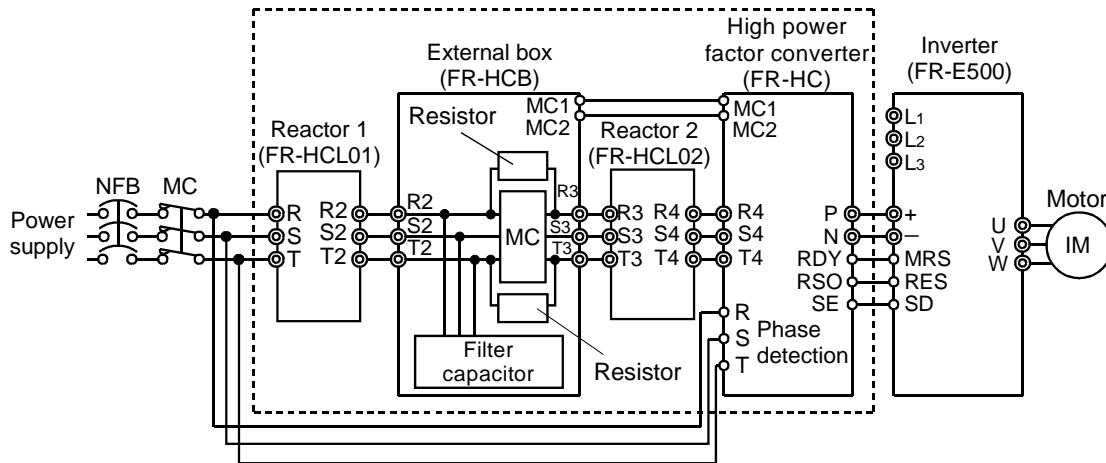 High power
factor converter
(FR-HC)
External box
(FR-HCB)
Inverter
(FR-E500)
MC1
MC2
MC1
MC2
L1
L2
L3
Resistor
Reactor 1
(FR-HCL01)
Reactor 2
(FR-HCL02)
NFB
MC
Power
supply
R
S
T
R2
S2
T2
R2
S2
T2
MC
R3
S3
T3
R3
S3
T3
R4
S4
T4
R4
S4
T4
P
N
RDY
RSO
SE
+
−
MRS
RES
SD
U
V
W
Motor
IM
R
S
T
Phase
detection
Filter
capacitor
Resistor